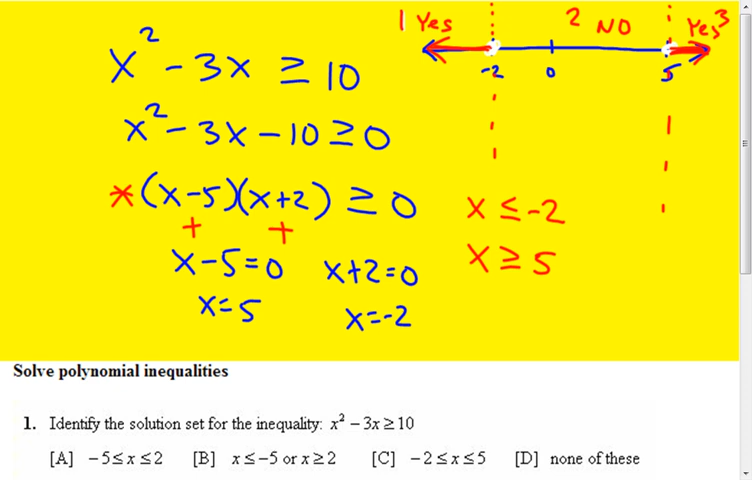 1 Yes 2 NO Yes 3
x² - 3x ≥ 10
-2 0 5
x² - 3x - 10 ≥ 0
*(x-5)(x+2) ≥ 0
x ≤ -2
+ +
x - 5 = 0 x + 2 = 0
x ≥ 5
x = 5 x = -2
Solve polynomial inequalities
1. Identify the solution set for the inequality: x² − 3x ≥ 10
[A] −5 ≤ x ≤ 2 [B] x ≤ −5 or x ≥ 2 [C] −2 ≤ x ≤ 5 [D] none of these